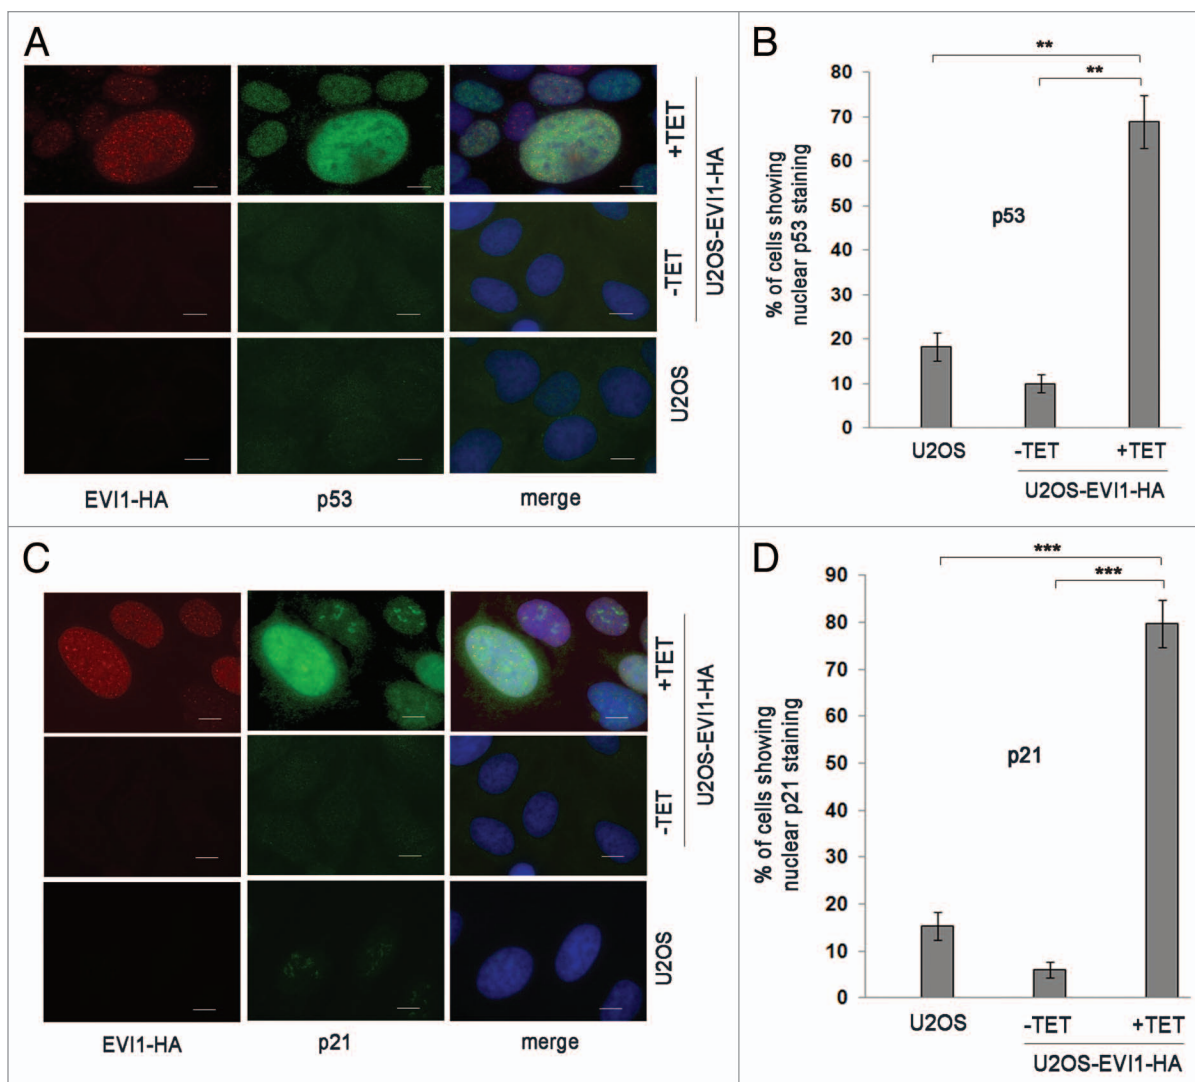 A
+TET
-TET
U2OS-EVI1-HA
U2OS
EVI1-HA p53 merge
B
** 
**
80
70
60
50
40
30
20
10
0
% of cells showing
nuclear p53 staining
p53
U2OS -TET +TET
U2OS-EVI1-HA
C
+TET
-TET
U2OS-EVI1-HA
U2OS
EVI1-HA p21 merge
D
***
***
90
80
70
60
50
40
30
20
10
0
% of cells showing
nuclear p21 staining
p21
U2OS -TET +TET
U2OS-EVI1-HA